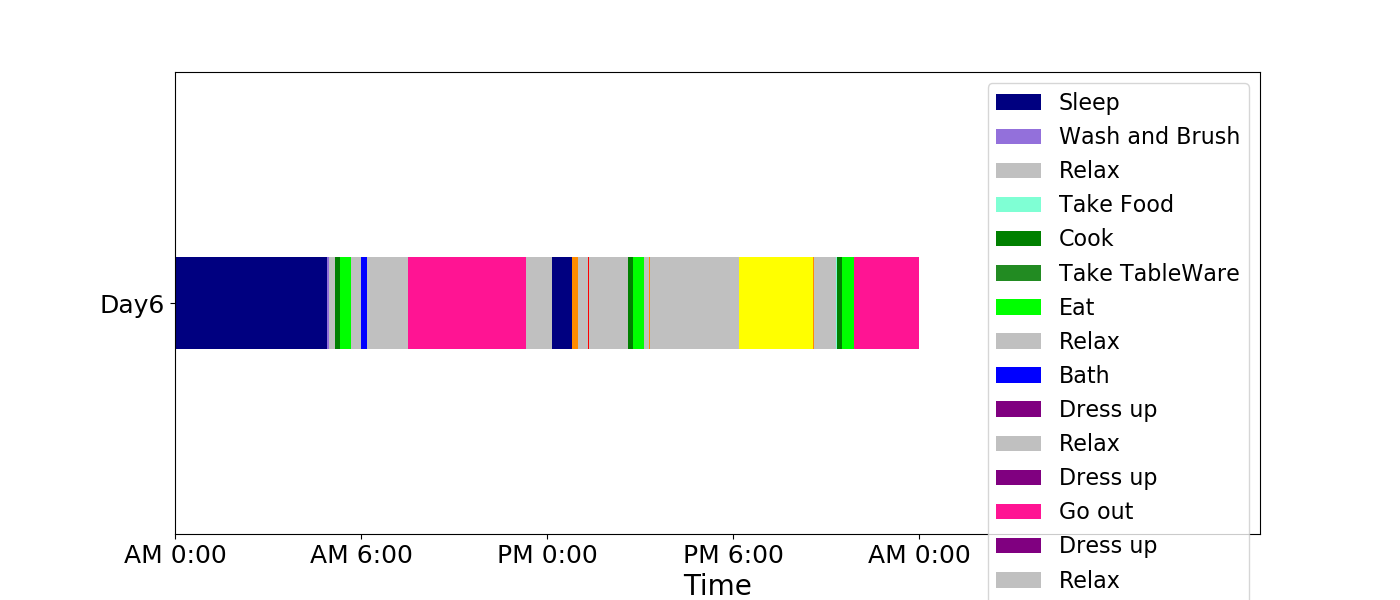 Sleep
Wash and Brush
Relax
Take Food
Cook
Take TableWare
Eat
Relax
Bath
Dress up
Relax
Dress up
Go out
Dress up
Relax
Day6
AM 0:00 AM 6:00 PM 0:00 PM 6:00 AM 0:00
Time